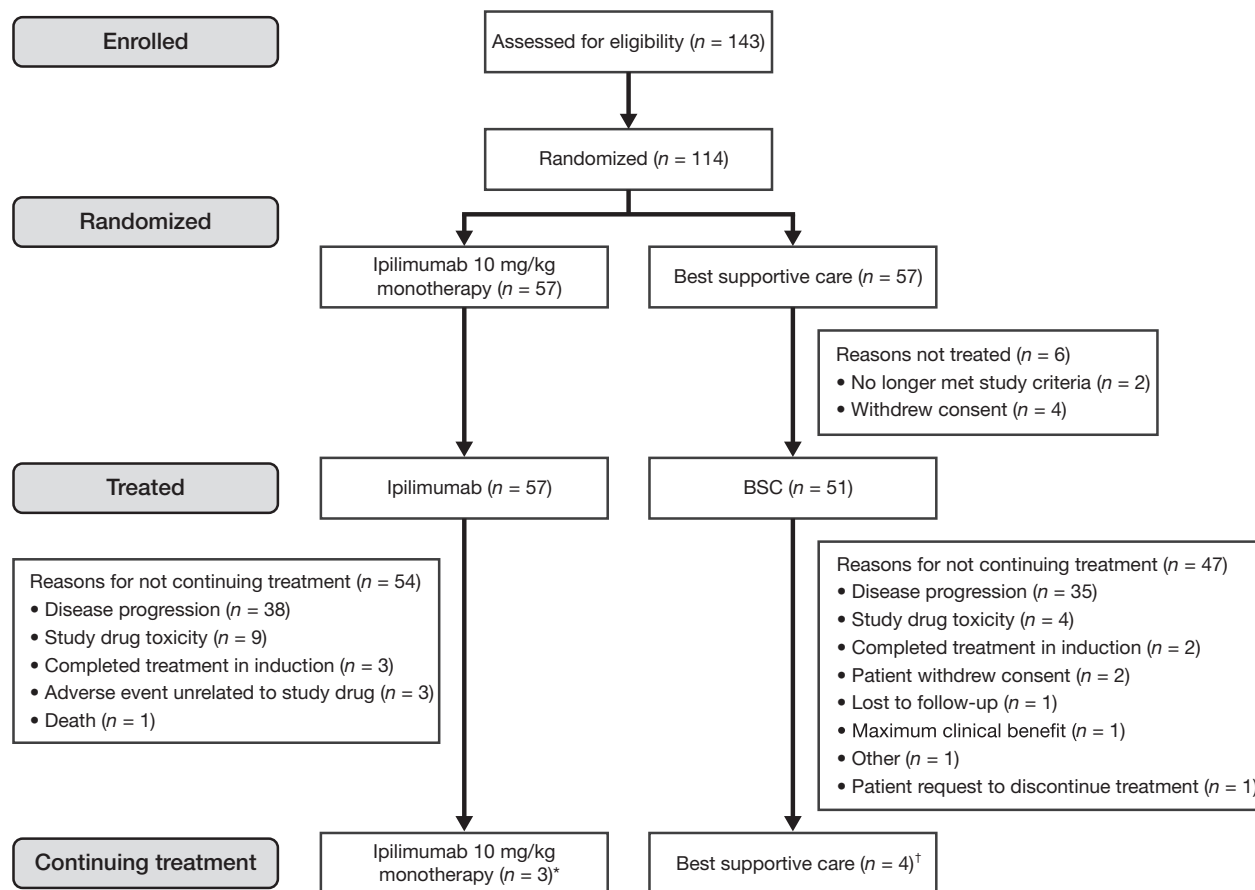 Enrolled
Assessed for eligibility (n = 143)
Randomized (n = 114)
Randomized
Ipilimumab 10 mg/kg
monotherapy (n = 57)
Best supportive care (n = 57)
Reasons not treated (n = 6)
• No longer met study criteria (n = 2)
• Withdrew consent (n = 4)
Treated
Ipilimumab (n = 57)
BSC (n = 51)
Reasons for not continuing treatment (n = 54)
• Disease progression (n = 38)
• Study drug toxicity (n = 9)
• Completed treatment in induction (n = 3)
• Adverse event unrelated to study drug (n = 3)
• Death (n = 1)
Reasons for not continuing treatment (n = 47)
• Disease progression (n = 35)
• Study drug toxicity (n = 4)
• Completed treatment in induction (n = 2)
• Patient withdrew consent (n = 2)
• Lost to follow-up (n = 1)
• Maximum clinical benefit (n = 1)
• Other (n = 1)
• Patient request to discontinue treatment (n = 1)
Continuing treatment
Ipilimumab 10 mg/kg
monotherapy (n = 3)*
Best supportive care (n = 4)†